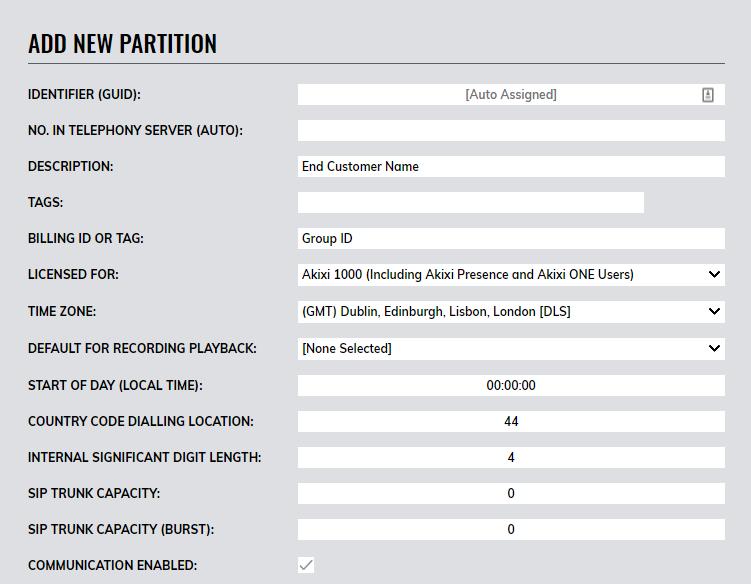 ADD NEW PARTITION
IDENTIFIER (GUID): [Auto Assigned]
NO. IN TELEPHONY SERVER (AUTO):
DESCRIPTION: End Customer Name
TAGS:
BILLING ID OR TAG: Group ID
LICENSED FOR: Akixi 1000 (Including Akixi Presence and Akixi ONE Users)
TIME ZONE: (GMT) Dublin, Edinburgh, Lisbon, London [DLS]
DEFAULT FOR RECORDING PLAYBACK: [None Selected]
START OF DAY (LOCAL TIME): 00:00:00
COUNTRY CODE DIALLING LOCATION: 44
INTERNAL SIGNIFICANT DIGIT LENGTH: 4
SIP TRUNK CAPACITY: 0
SIP TRUNK CAPACITY (BURST): 0
COMMUNICATION ENABLED: